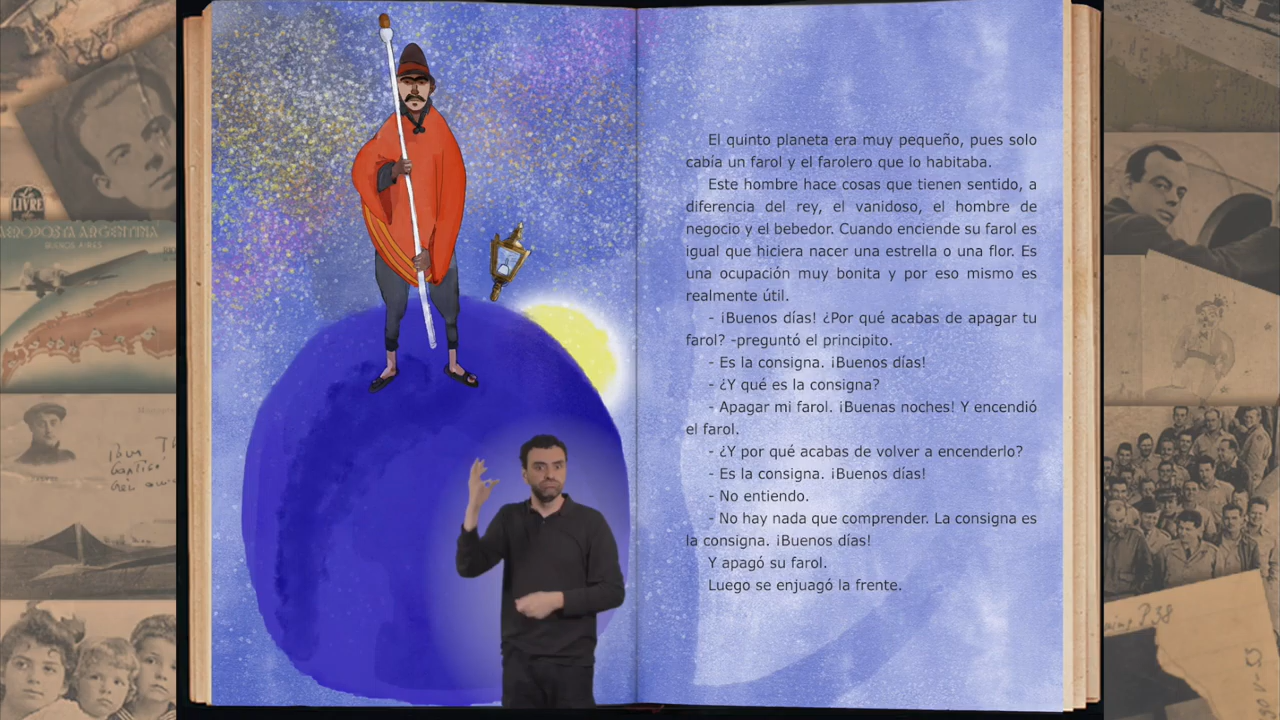 LIVRE
AEROPOSTA ARGENTINA
BUENOS AIRES
El quinto planeta era muy pequeño, pues solo
cabía un farol y el farolero que lo habitaba.
Este hombre hace cosas que tienen sentido, a
diferencia del rey, el vanidoso, el hombre de
negocio y el bebedor. Cuando enciende su farol es
igual que hiciera nacer una estrella o una flor. Es
una ocupación muy bonita y por eso mismo es
realmente útil.
- ¡Buenos días! ¿Por qué acabas de apagar tu
farol? -preguntó el principito.
- Es la consigna. ¡Buenos días!
- ¿Y qué es la consigna?
- Apagar mi farol. ¡Buenas noches! Y encendió
el farol.
- ¿Y por qué acabas de volver a encenderlo?
- Es la consigna. ¡Buenos días!
- No entiendo.
- No hay nada que comprender. La consigna es
la consigna. ¡Buenos días!
Y apagó su farol.
Luego se enjuagó la frente.
P38